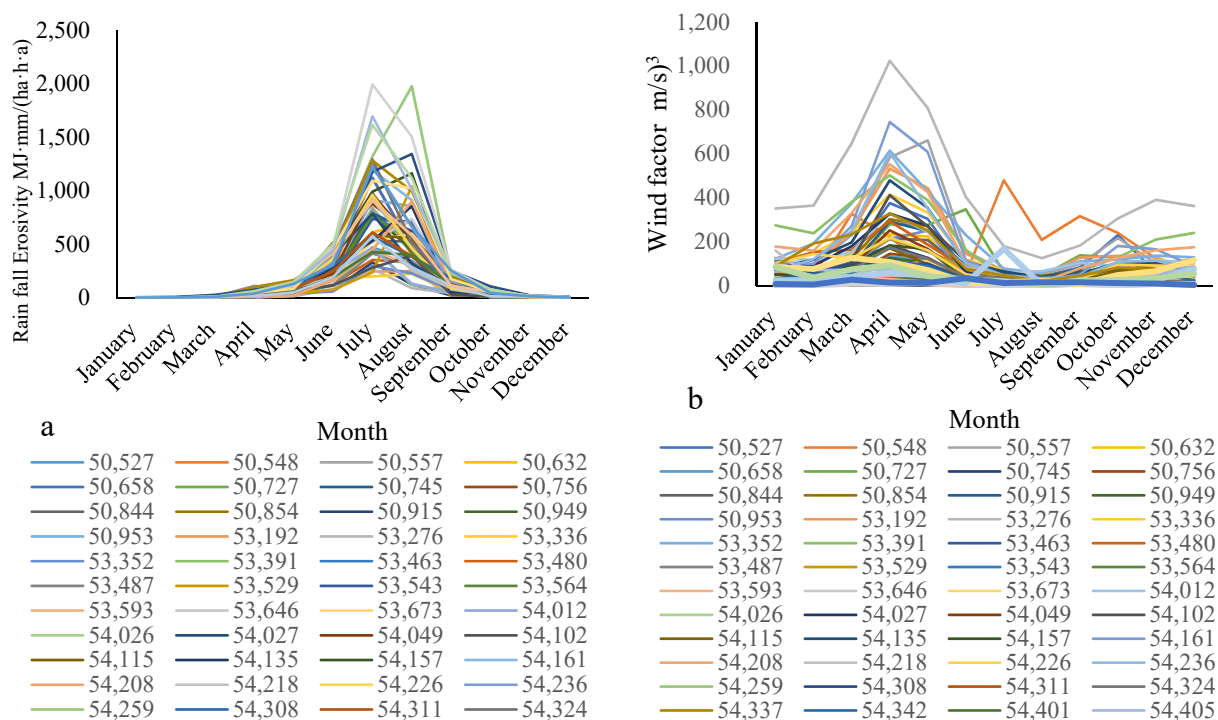 2,500
2,000
1,500
1,000
500
0
Rain fall Erosivity MJ·mm/(ha·h·a)
January
February
March
April
May
June
July
August
September
October
November
December
a
Month
50,527 50,548 50,557 50,632
50,658 50,727 50,745 50,756
50,844 50,854 50,915 50,949
50,953 53,192 53,276 53,336
53,352 53,391 53,463 53,480
53,487 53,529 53,543 53,564
53,593 53,646 53,673 54,012
54,026 54,027 54,049 54,102
54,115 54,135 54,157 54,161
54,208 54,218 54,226 54,236
54,259 54,308 54,311 54,324
1,200
1,000
800
600
400
200
0
Wind factor m/s)³
January
February
March
April
May
June
July
August
September
October
November
December
b
Month
50,527 50,548 50,557 50,632
50,658 50,727 50,745 50,756
50,844 50,854 50,915 50,949
50,953 53,192 53,276 53,336
53,352 53,391 53,463 53,480
53,487 53,529 53,543 53,564
53,593 53,646 53,673 54,012
54,026 54,027 54,049 54,102
54,115 54,135 54,157 54,161
54,208 54,218 54,226 54,236
54,259 54,308 54,311 54,324
54,337 54,342 54,401 54,405